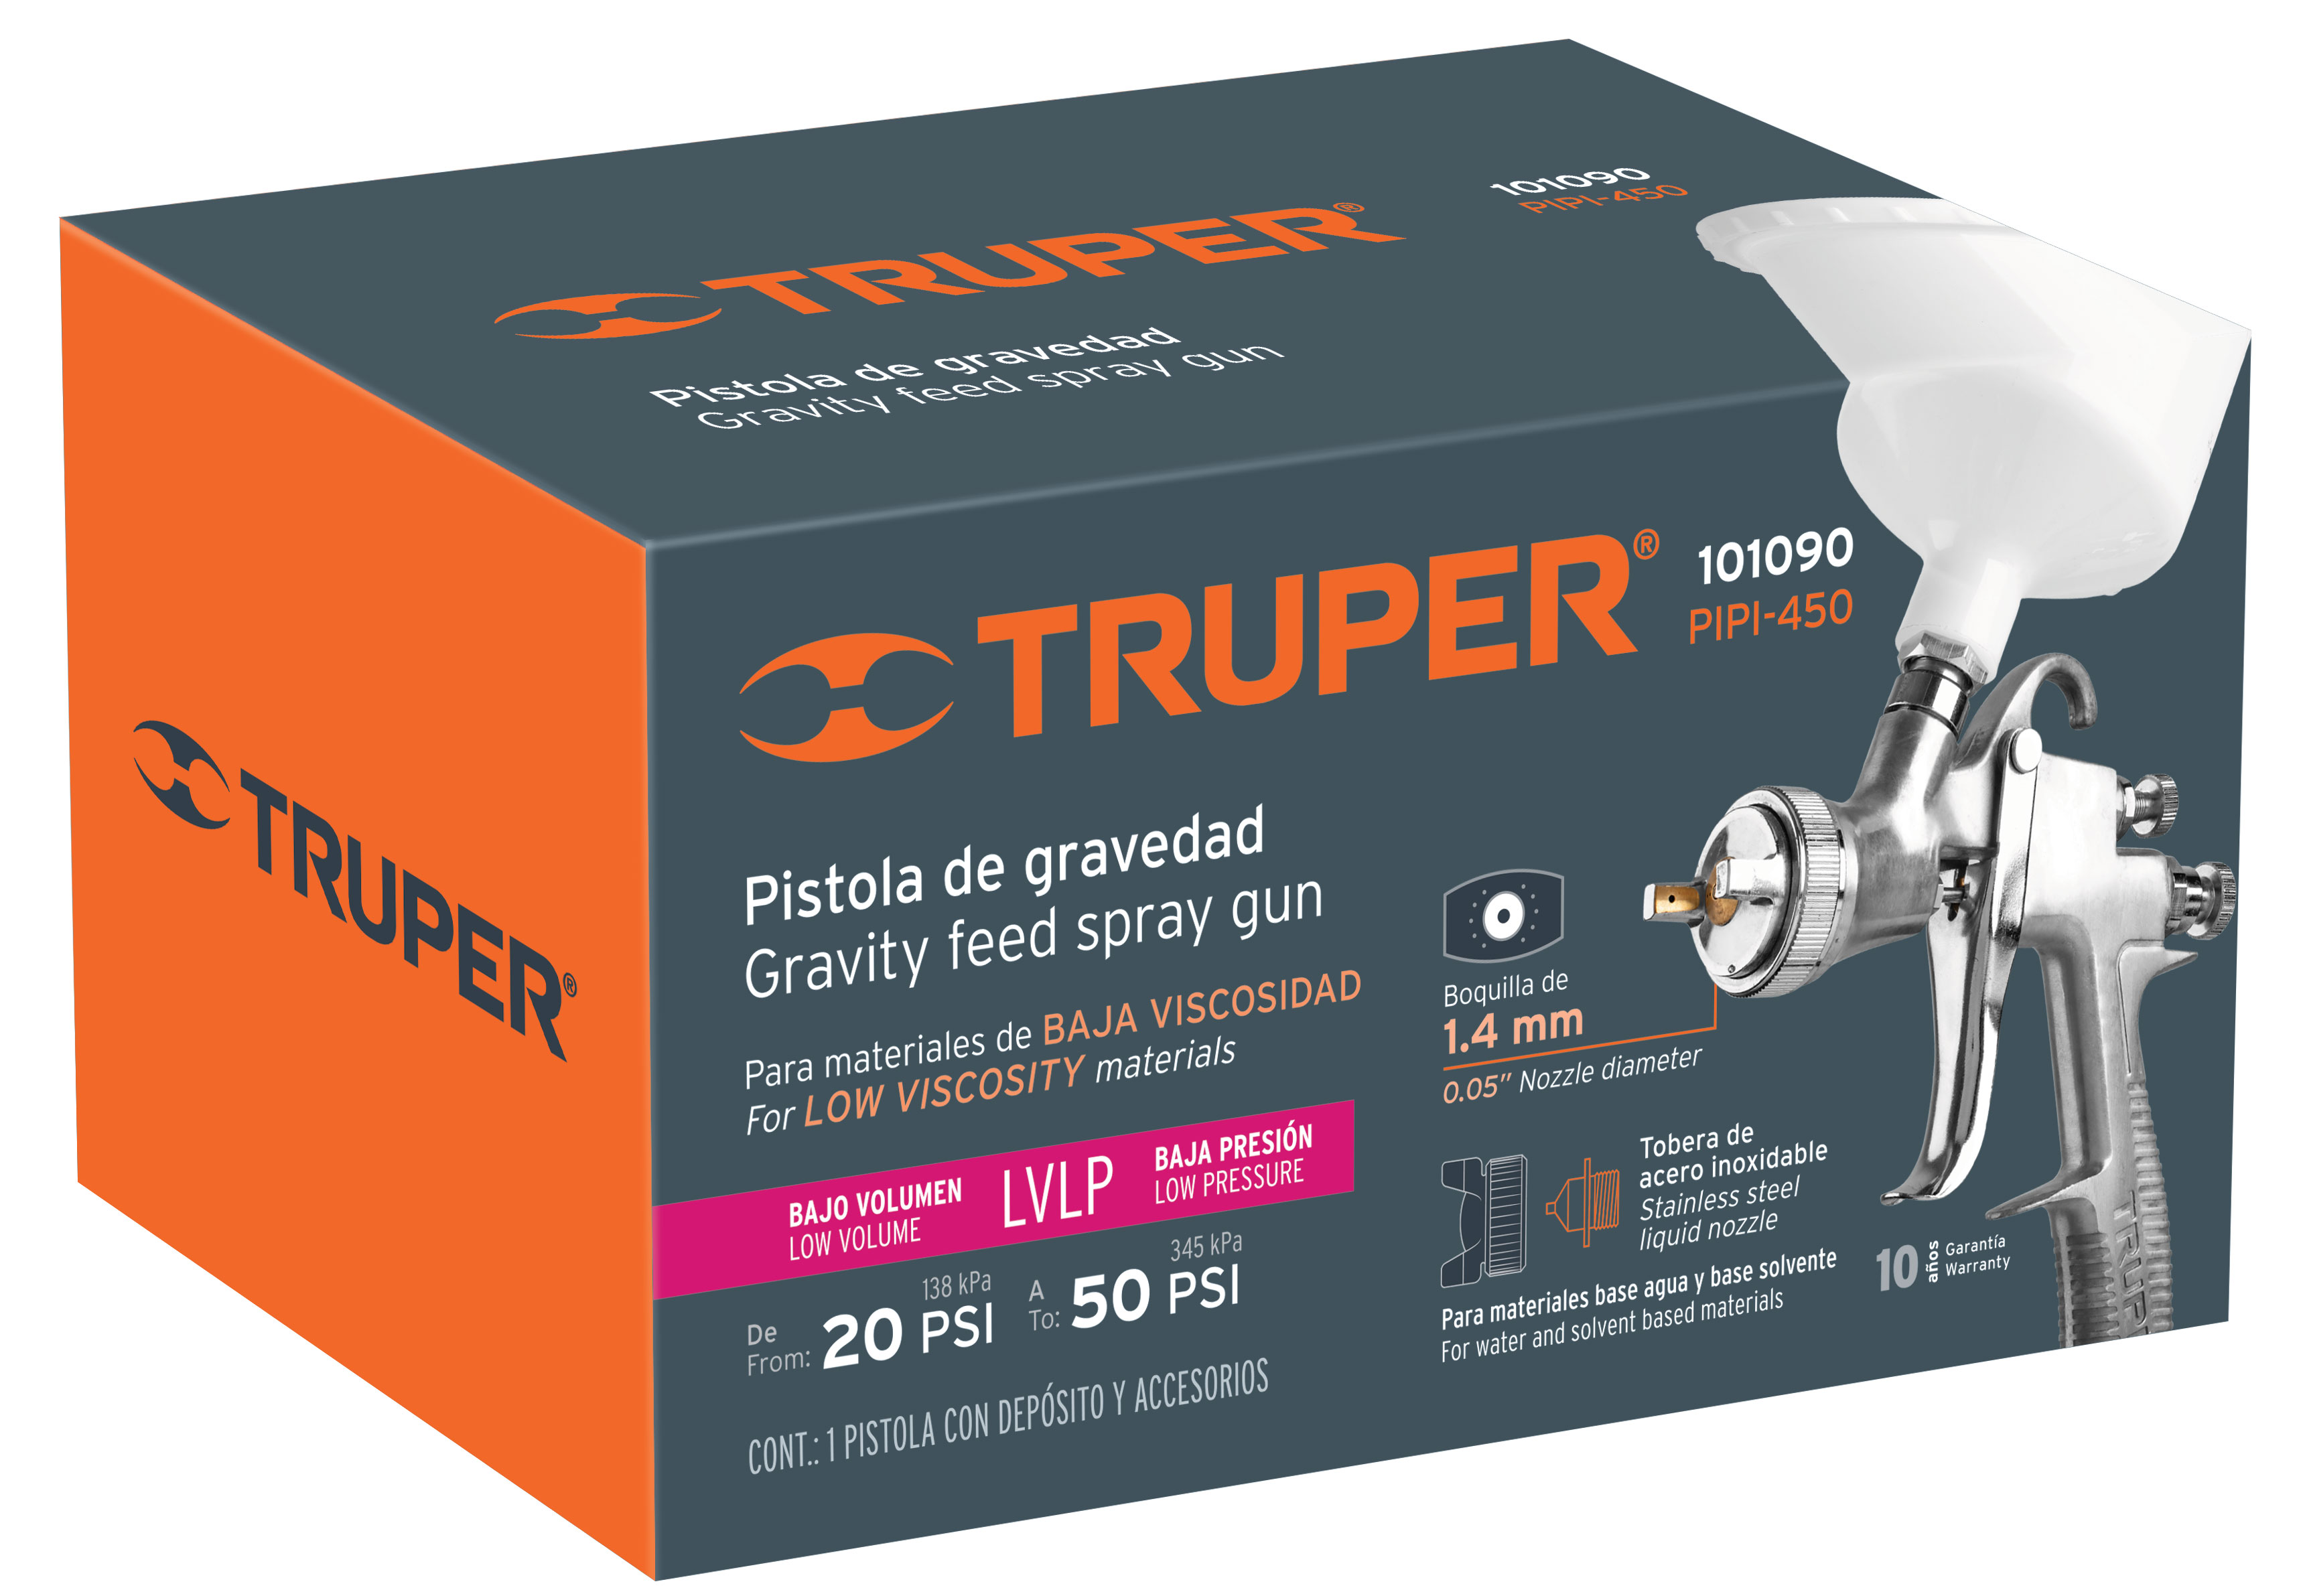 TRUPER®
Pistola de gravedad
Gravity feed spray gun
101090
PIPI-450
TRUPER®
TRUPER®
101090
PIPI-450
Pistola de gravedad
Gravity feed spray gun
Para materiales de BAJA VISCOSIDAD
For LOW VISCOSITY materials
BAJO VOLUMEN
LOW VOLUME
LVLP
BAJA PRESIÓN
LOW PRESSURE
De
From:
138 kPa
20 PSI
A
To:
345 kPa
50 PSI
CONT.: 1 PISTOLA CON DEPÓSITO Y ACCESORIOS
Boquilla de
1.4 mm
0.05" Nozzle diameter
Tobera de
acero inoxidable
Stainless steel
liquid nozzle
Para materiales base agua y base solvente
For water and solvent based materials
10 años
Garantía
Warranty
TRUP